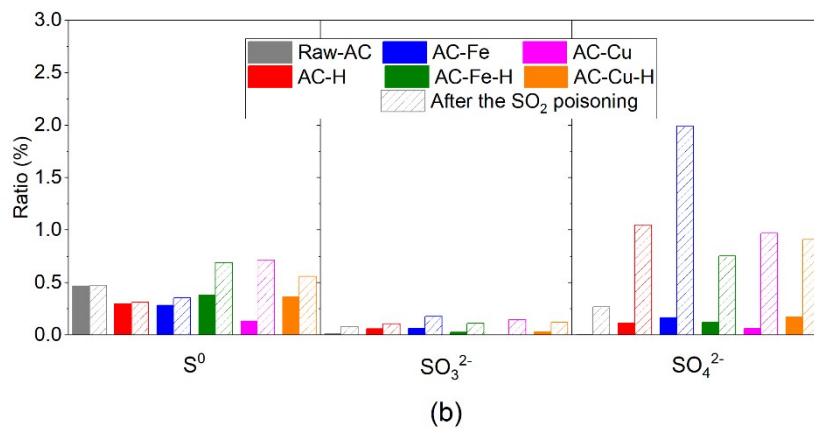 3.0
2.5
2.0
1.5
1.0
0.5
0.0
Ratio (%)
Raw-AC AC-Fe AC-Cu
AC-H AC-Fe-H AC-Cu-H
After the SO₂ poisoning
S⁰ SO₃²⁻ SO₄²⁻
(b)